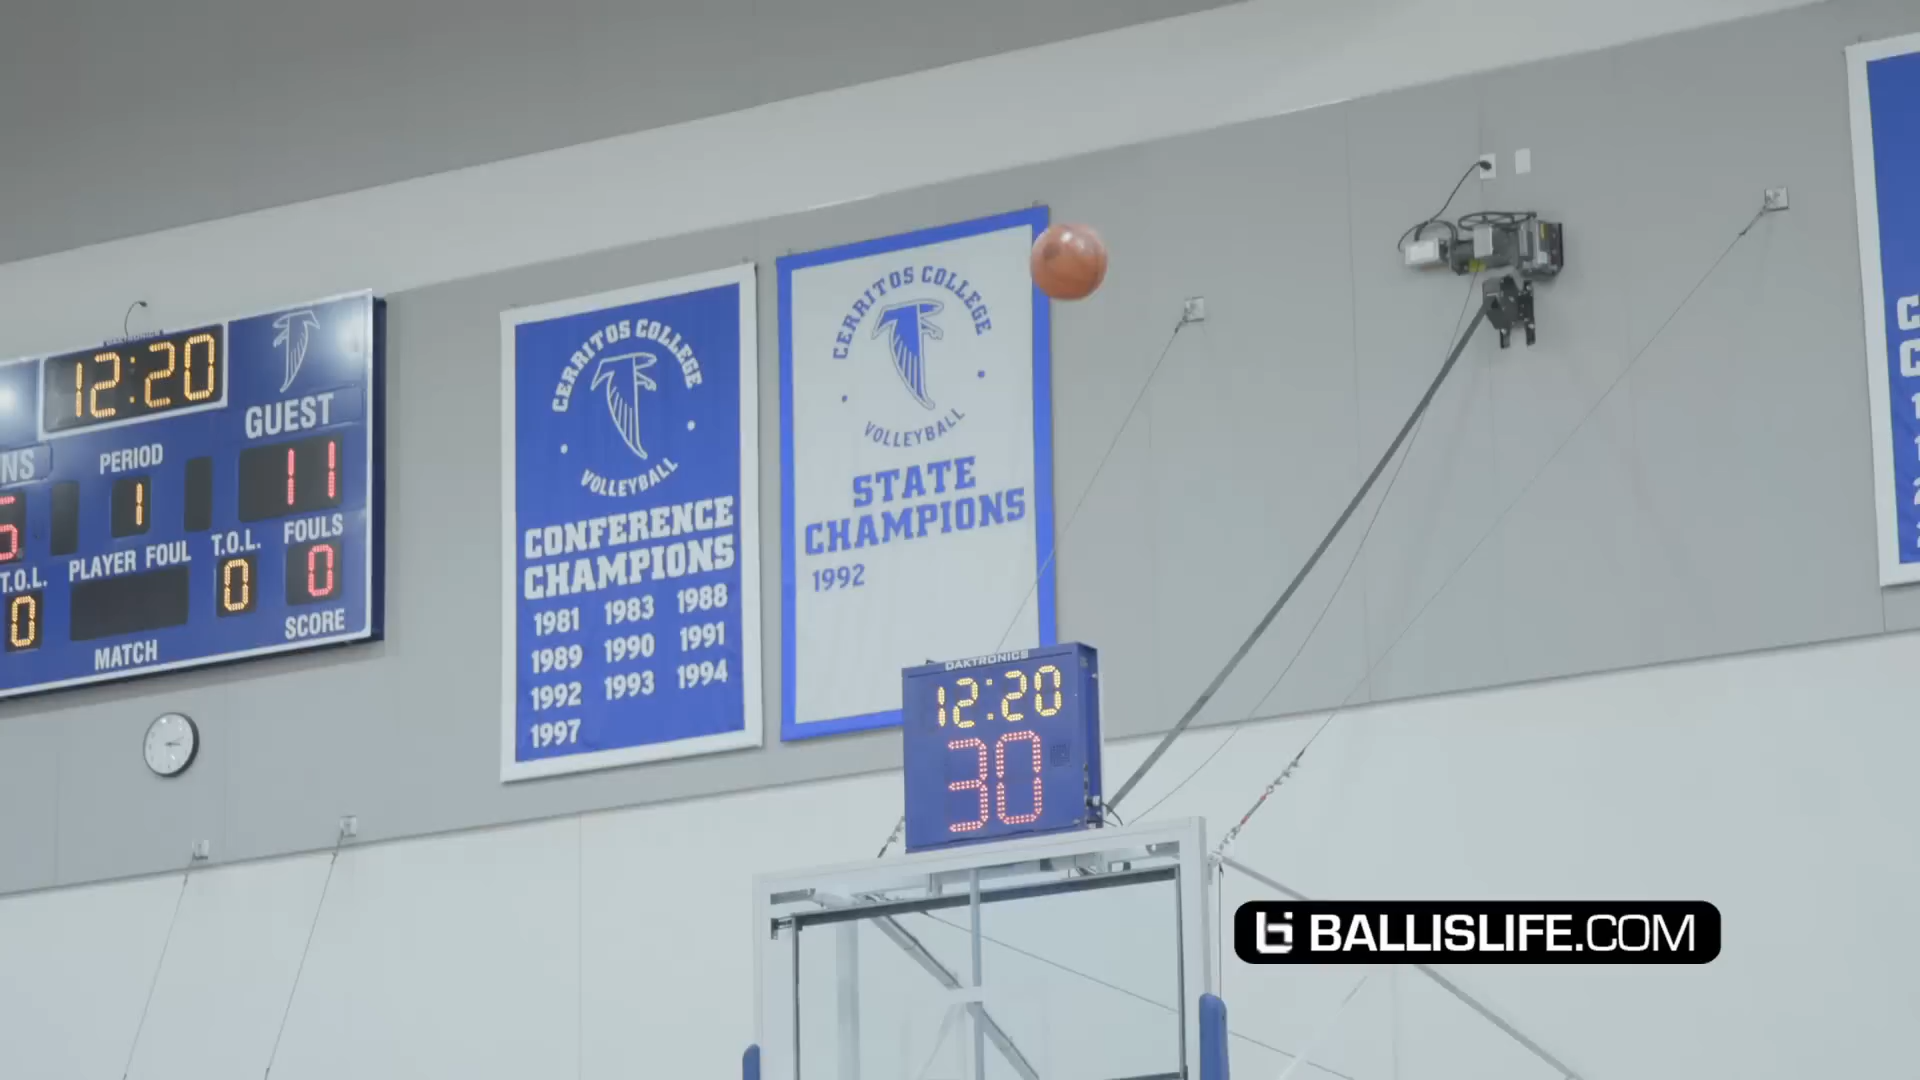 DAKTRONICS
12:20
GUEST
NS
PERIOD
1
11
5
T.O.L.
PLAYER FOUL
T.O.L.
FOULS
0
0
0
MATCH
SCORE
CERRITOS COLLEGE
VOLLEYBALL
CONFERENCE
CHAMPIONS
1981 1983 1988
1989 1990 1991
1992 1993 1994
1997
CERRITOS COLLEGE
VOLLEYBALL
STATE
CHAMPIONS
1992
DAKTRONICS
12:20
30
C
C
BALLISLIFE.COM